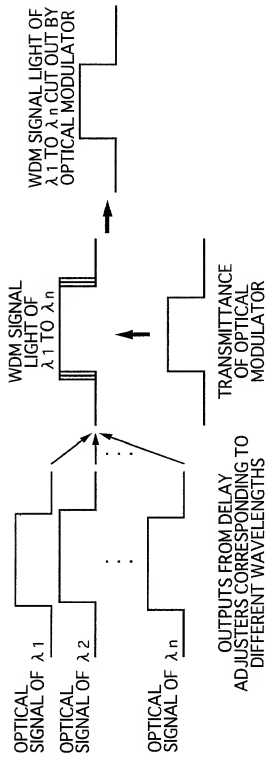 OPTICAL
SIGNAL OF λ1
OPTICAL
SIGNAL OF λ2
OPTICAL
SIGNAL OF λn
OUTPUTS FROM DELAY
ADJUSTERS CORRESPONDING TO
DIFFERENT WAVELENGTHS
WDM SIGNAL
LIGHT OF
λ1 TO λn
TRANSMITTANCE
OF OPTICAL
MODULATOR
WDM SIGNAL LIGHT OF
λ1 TO λn CUT OUT BY
OPTICAL MODULATOR